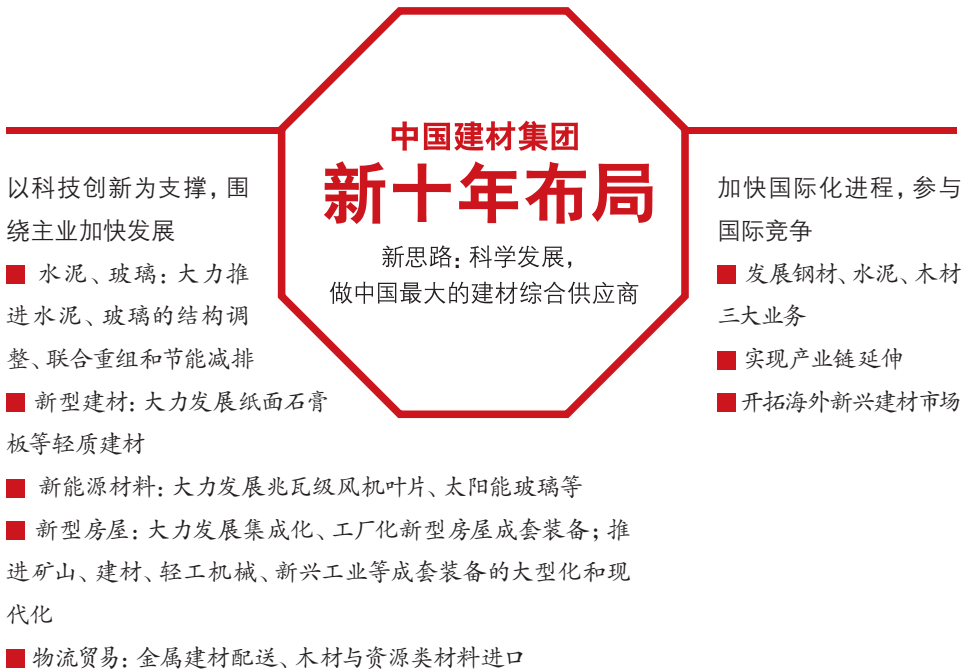 中国建材集团
新十年布局
新思路：科学发展，
做中国最大的建材综合供应商
以科技创新为支撑，围
绕主业加快发展
■ 水泥、玻璃：大力推
进水泥、玻璃的结构调
整、联合重组和节能减排
■ 新型建材：大力发展纸面石膏
板等轻质建材
■ 新能源材料：大力发展兆瓦级风机叶片、太阳能玻璃等
■ 新型房屋：大力发展集成化、工厂化新型房屋成套装备；推
进矿山、建材、轻工机械、新兴工业等成套装备的大型化和现
代化
■ 物流贸易：金属建材配送、木材与资源类材料进口
加快国际化进程，参与
国际竞争
■ 发展钢材、水泥、木材
三大业务
■ 实现产业链延伸
■ 开拓海外新兴建材市场